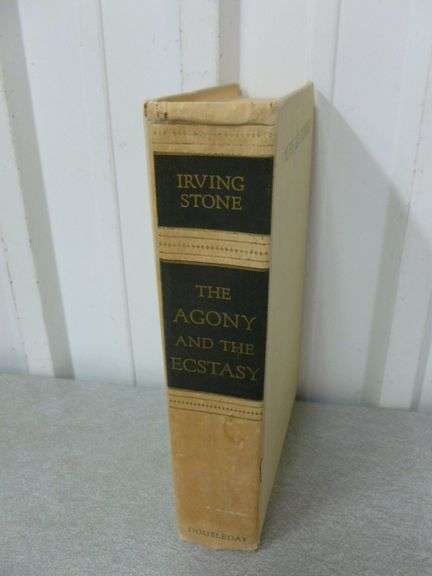 IRVING
STONE
THE
AGONY
AND THE
ECSTASY
DOUBLEDAY